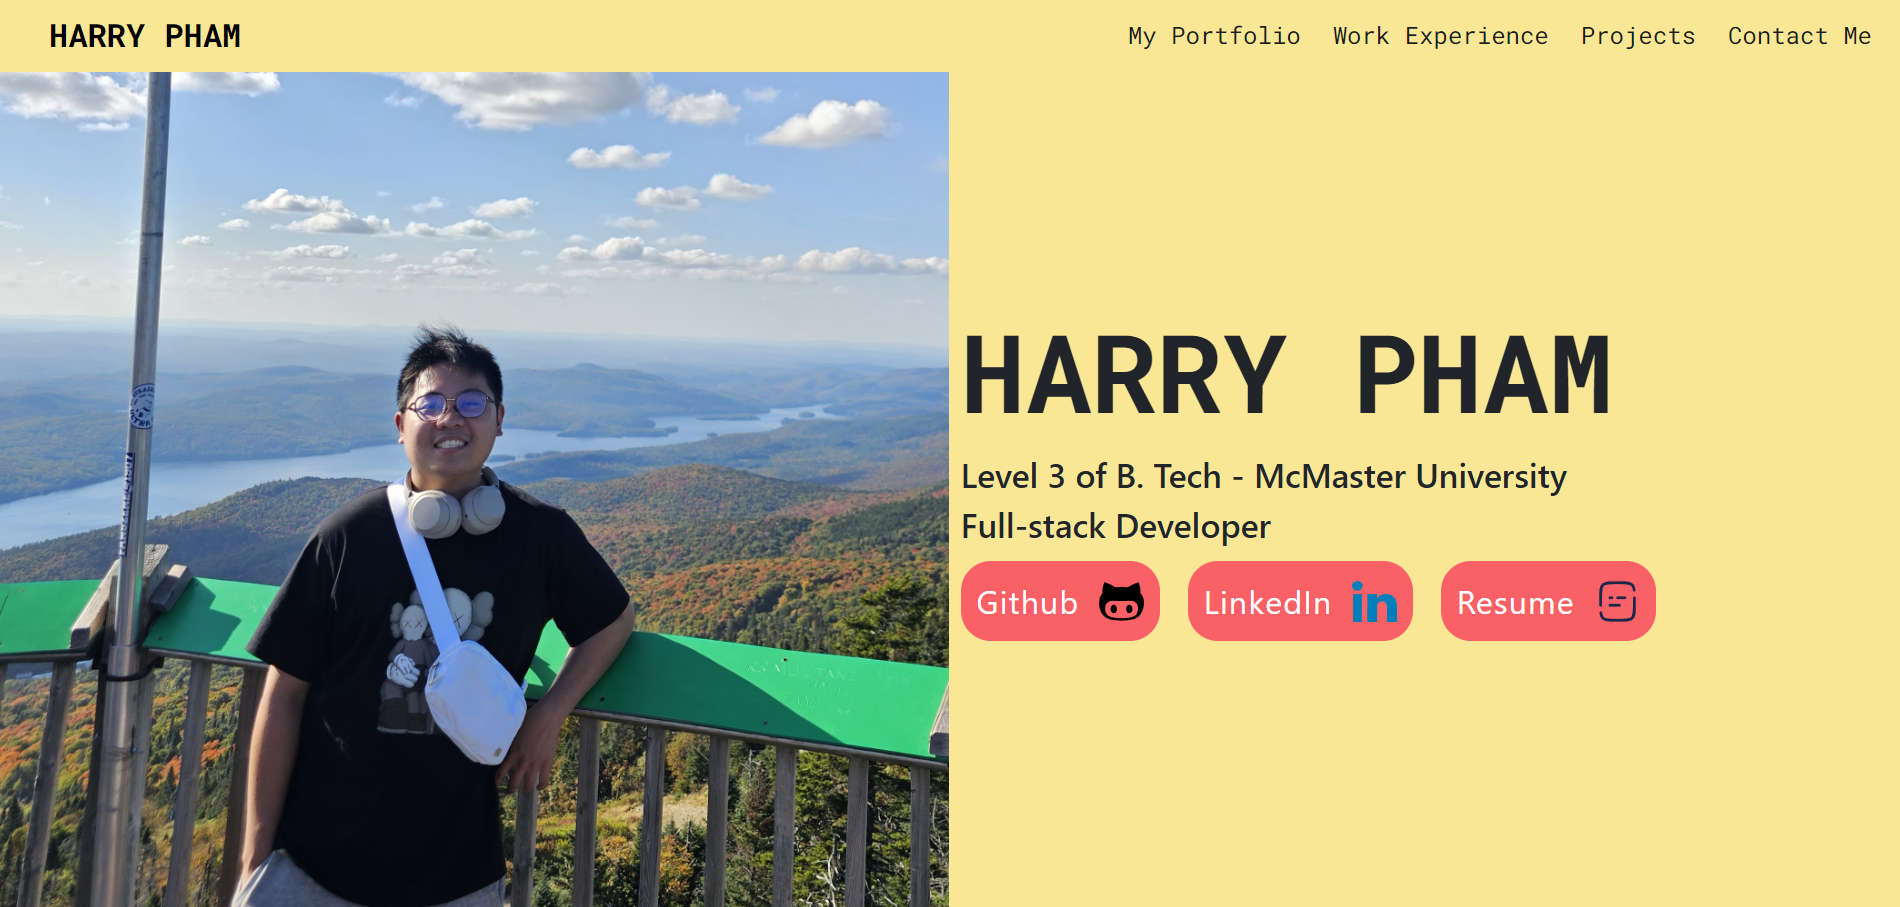 HARRY PHAM
My Portfolio Work Experience Projects Contact Me
HARRY PHAM
Level 3 of B. Tech - McMaster University
Full-stack Developer
Github LinkedIn in Resume